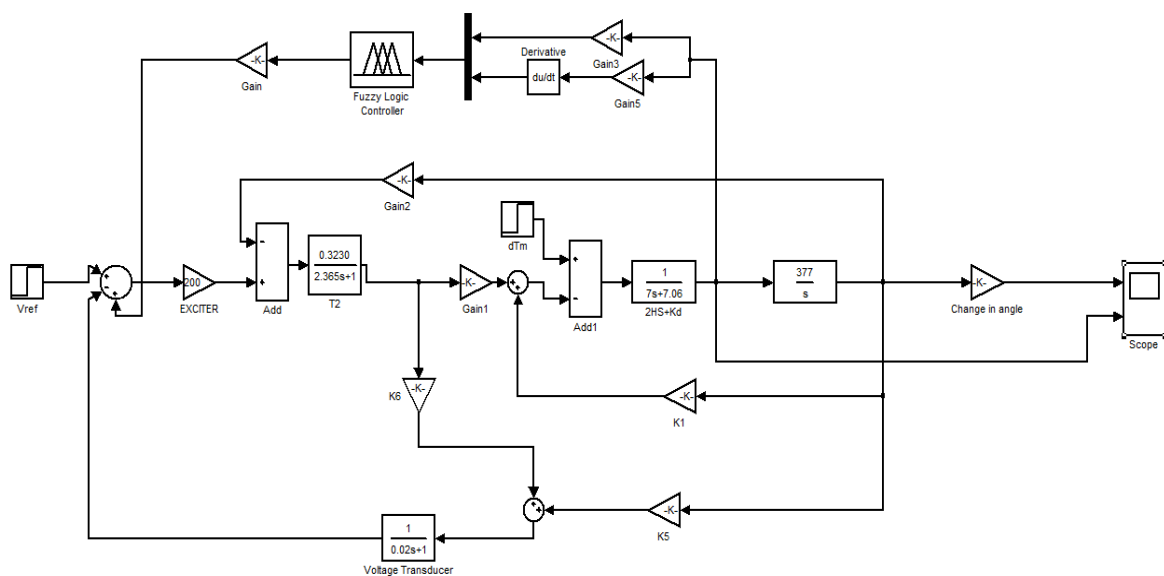 -K-
Gain
Fuzzy Logic
Controller
Derivative
du/dt
-K-
Gain3
-K-
Gain5
-K-
Gain2
dTm
Vref
+
-
+
200
EXCITER
-
+
Add
0.3230
2.365s+1
T2
-K-
Gain1
+
+
+
-
Add1
1
7s+7.06
2HS+Kd
377
s
-K-
Change in angle
Scope
-K-
K6
-K-
K1
+
+
-K-
K5
1
0.02s+1
Voltage Transducer